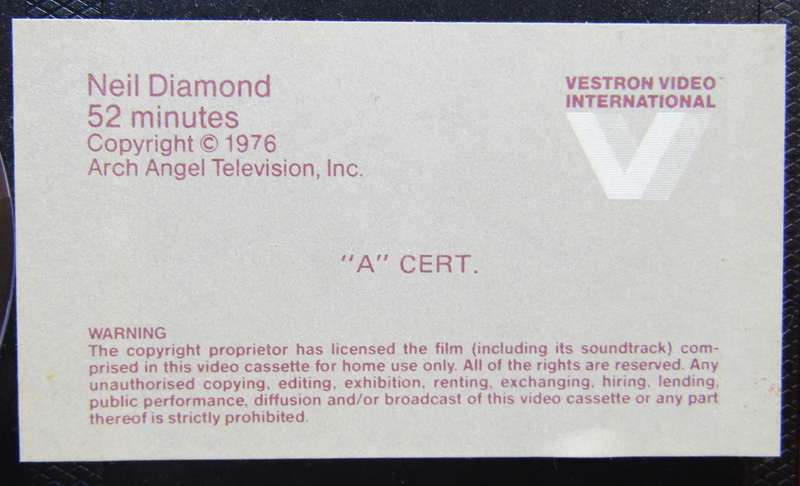 Neil Diamond
52 minutes
Copyright © 1976
Arch Angel Television, Inc.
VESTRON VIDEO
INTERNATIONAL
"A" CERT.
WARNING
The copyright proprietor has licensed the film (including its soundtrack) com-
prised in this video cassette for home use only. All of the rights are reserved. Any
unauthorised copying, editing, exhibition, renting, exchanging, hiring, lending,
public performance, diffusion and/or broadcast of this video cassette or any part
thereof is strictly prohibited.